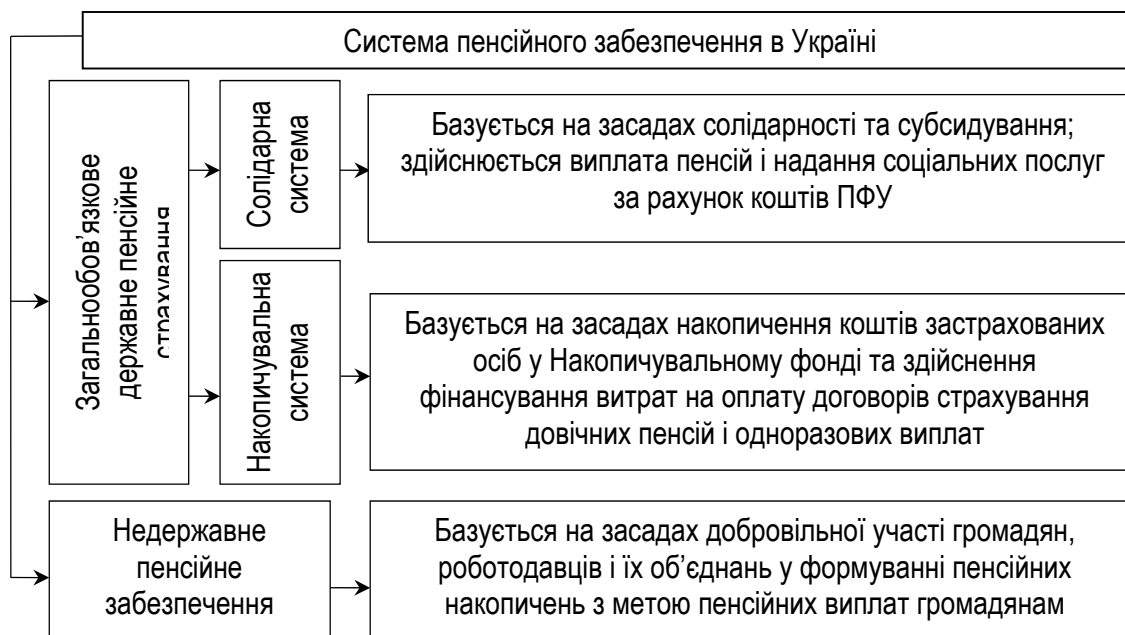 Система пенсійного забезпечення в Україні
Загальнообов’язкове
державне пенсійне
страхування
Солідарна
система
Базується на засадах солідарності та субсидування;
здійснюється виплата пенсій і надання соціальних послуг
за рахунок коштів ПФУ
Накопичувальна
система
Базується на засадах накопичення коштів застрахованих
осіб у Накопичувальному фонді та здійснення
фінансування витрат на оплату договорів страхування
довічних пенсій і одноразових виплат
Недержавне
пенсійне
забезпечення
Базується на засадах добровільної участі громадян,
роботодавців і їх об’єднань у формуванні пенсійних
накопичень з метою пенсійних виплат громадянам